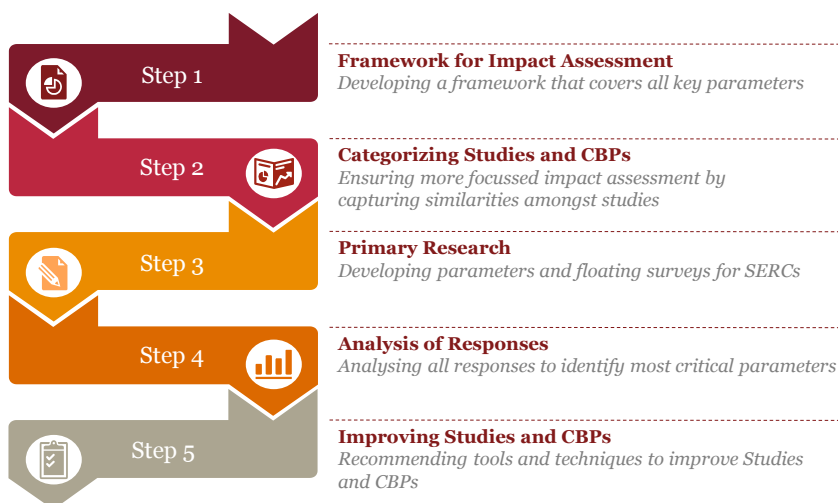 Step 1
Framework for Impact Assessment
Developing a framework that covers all key parameters
Step 2
Categorizing Studies and CBPs
Ensuring more focussed impact assessment by
capturing similarities amongst studies
Step 3
Primary Research
Developing parameters and floating surveys for SERCs
Step 4
Analysis of Responses
Analysing all responses to identify most critical parameters
Step 5
Improving Studies and CBPs
Recommending tools and techniques to improve Studies
and CBPs